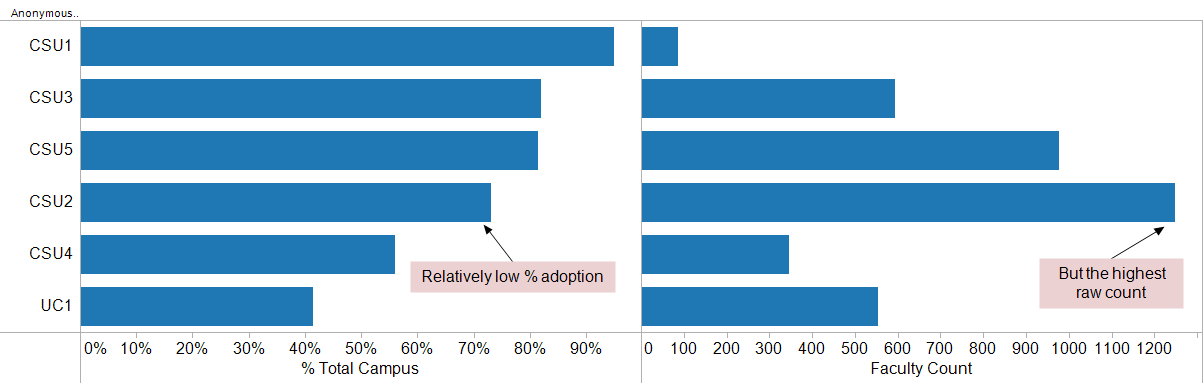 Anonymous..
CSU1
CSU3
CSU5
CSU2
CSU4
UC1
Relatively low % adoption
But the highest
raw count
0% 10% 20% 30% 40% 50% 60% 70% 80% 90%
0 100 200 300 400 500 600 700 800 900 1000 1100 1200
% Total Campus
Faculty Count